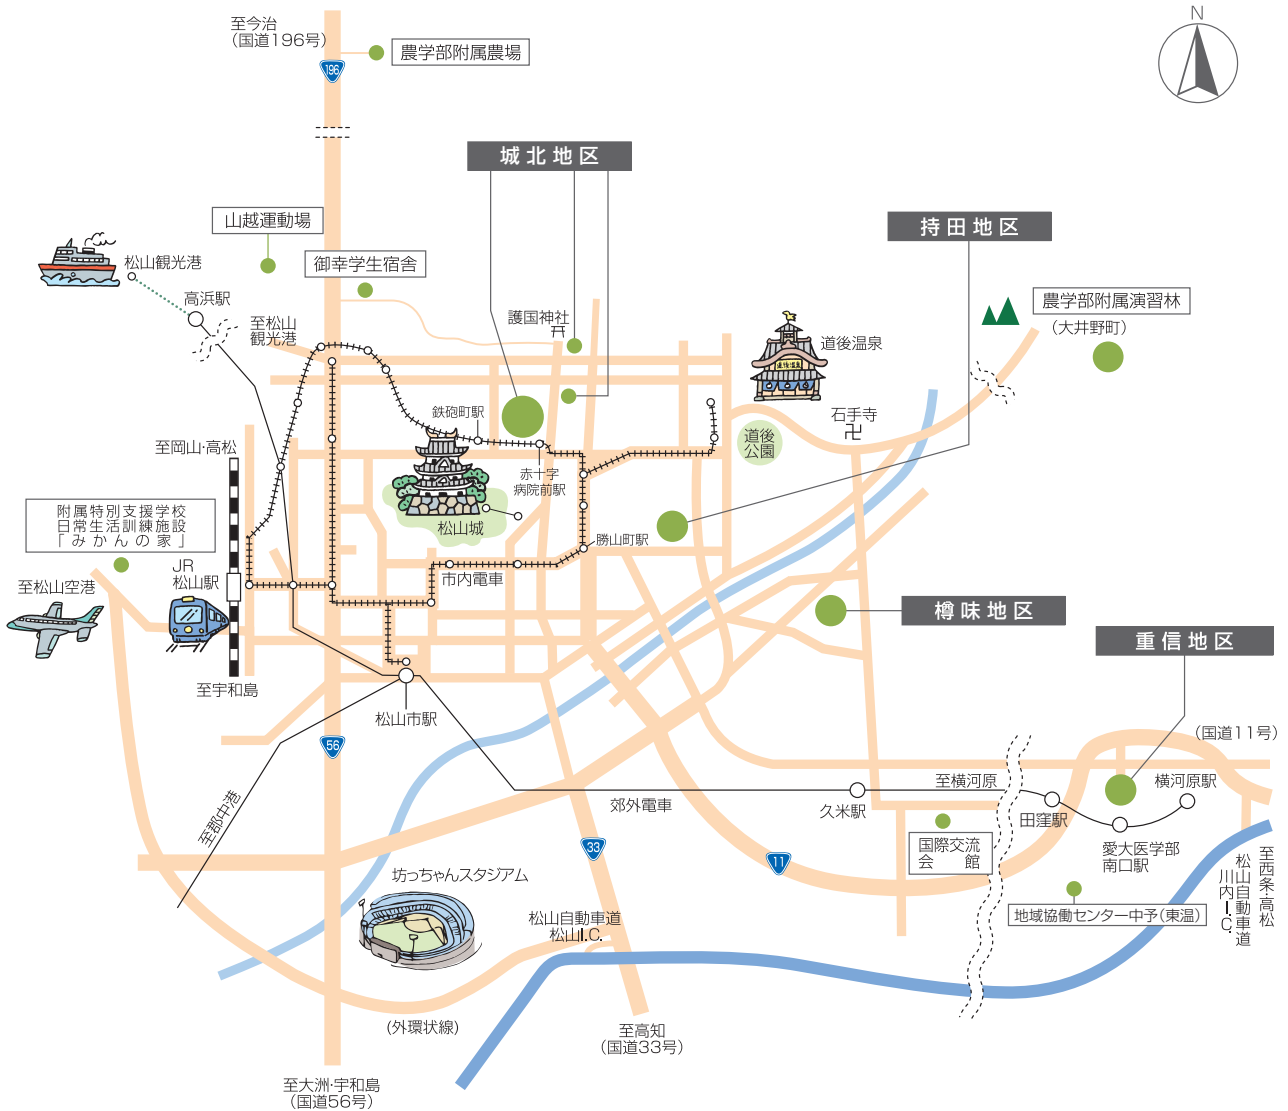 N
至今治
(国道196号)
農学部附属農場
196
城北地区
山越運動場
持田地区
御幸学生宿舎
松山観光港
高浜駅
至松山
観光港
護国神社
農学部附属演習林
(大井野町)
道後温泉
道後温泉
鉄砲町駅
石手寺
道後
公園
至岡山・高松
赤十字
病院前駅
松山城
附属特別支援学校
日常生活訓練施設
「みかんの家」
勝山町駅
JR
松山駅
市内電車
至松山空港
樽味地区
重信地区
至宇和島
松山市駅
56
(国道11号)
至横河原
横河原駅
至郡中港
郊外電車
久米駅
田窪駅
国際交流
会館
愛大医学部
南口駅
33
11
坊っちゃんスタジアム
松山自動車道
松山I.C.
地域協働センター中予(東温)
至西条・高松
松山自動車道
川内I.C.
(外環状線)
至高知
(国道33号)
至大洲・宇和島
(国道56号)